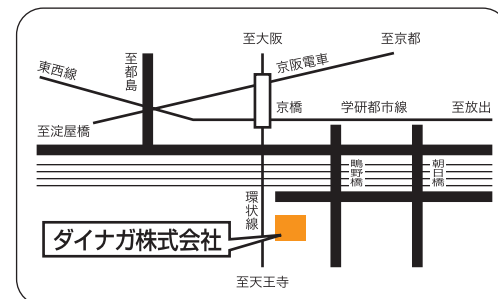 至大阪
至京都
東西線
至都島
京阪電車
京橋
学研都市線
至放出
至淀屋橋
鴫野橋
朝日橋
環状線
ダイナガ株式会社
至天王寺